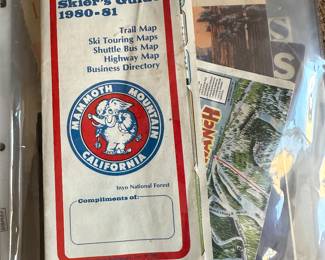 Skier's Guide
1980-81
Trail Map
Ski Touring Maps
Shuttle Bus Map
Highway Map
Business Directory
MAMMOTH MOUNTAIN
CALIFORNIA
Inyo National Forest
Compliments of:
RANCH
S